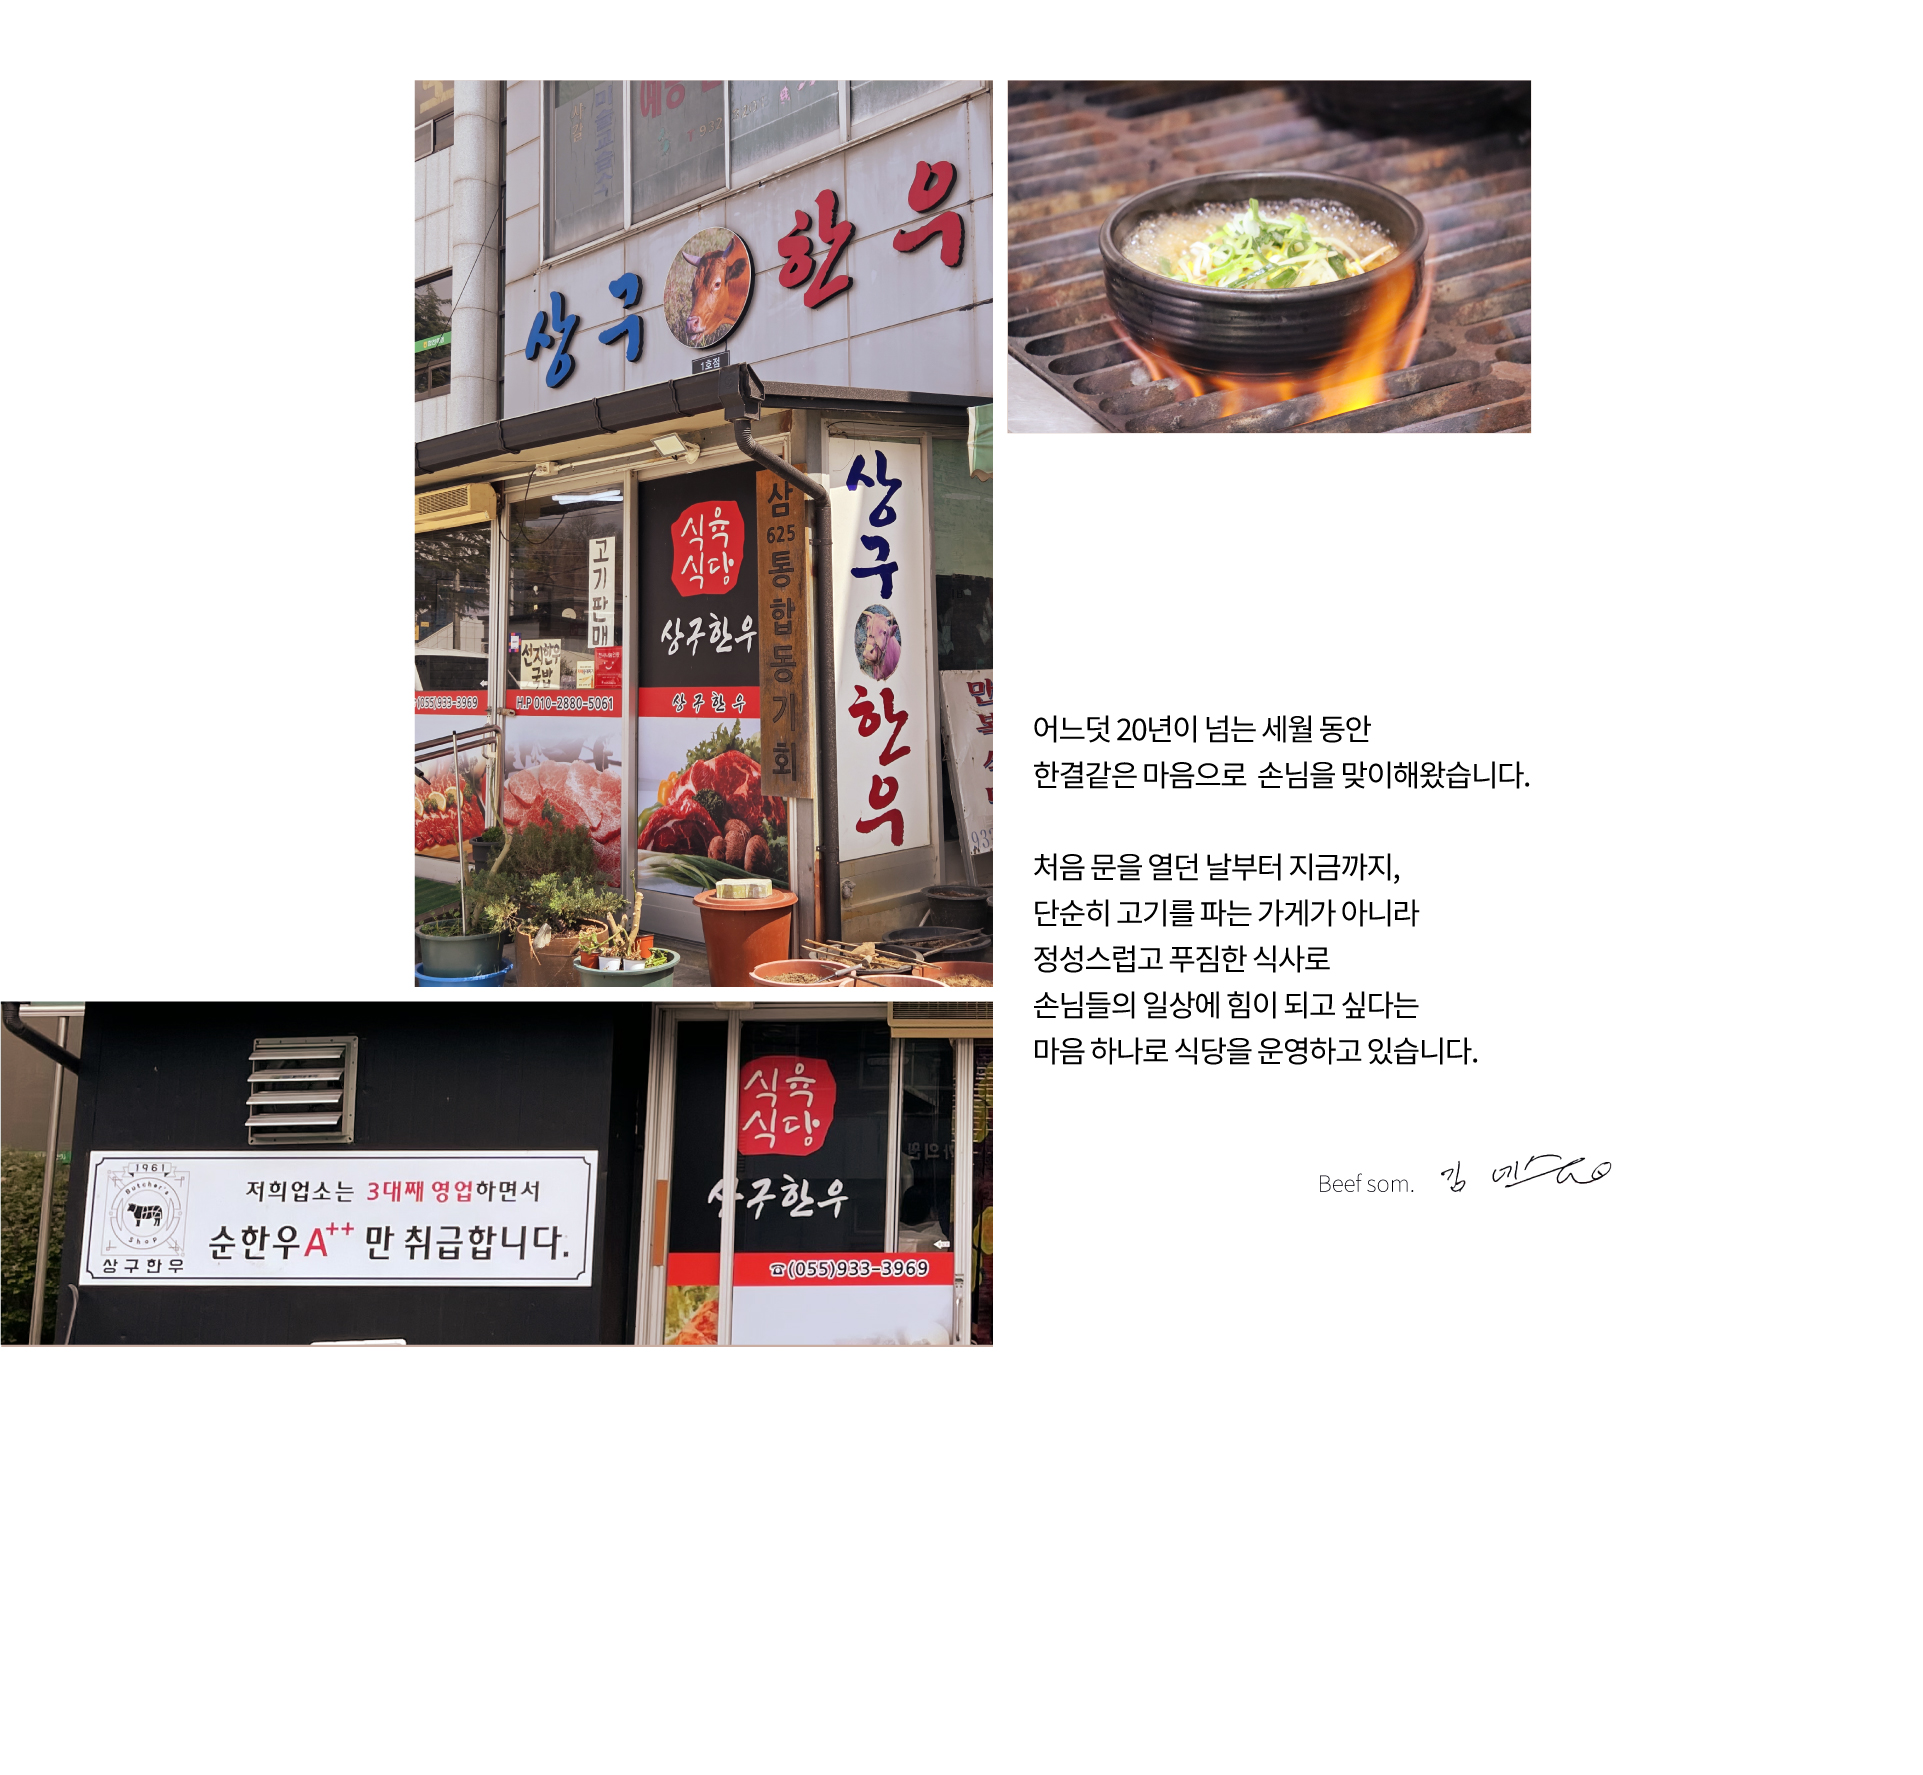 상구한우
1호점
식육
식당
상구한우
상구한우
고기판매
선지한우
국밥
(055)933-3969
H.P 010-2880-5061
삼
625
통합동기회
상구한우
어느덧 20년이 넘는 세월 동안
한결같은 마음으로 손님을 맞이해왔습니다.
처음 문을 열던 날부터 지금까지,
단순히 고기를 파는 가게가 아니라
정성스럽고 푸짐한 식사로
손님들의 일상에 힘이 되고 싶다는
마음 하나로 식당을 운영하고 있습니다.
Beef som. 김
1961
Butcher's
Shop
상구한우
저희업소는 3대째 영업하면서
순한우A++ 만 취급합니다.
식육
식당
상구한우
☎(055)933-3969